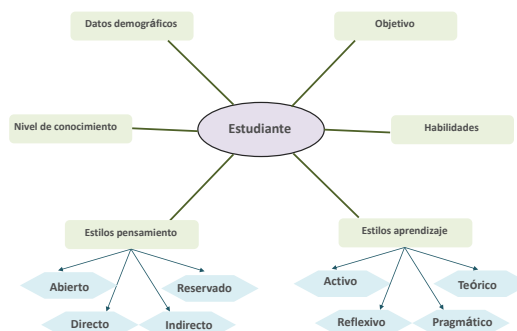 Datos demográficos
Objetivo
Nivel de conocimiento
Estudiante
Habilidades
Estilos pensamiento
Estilos aprendizaje
Abierto
Reservado
Activo
Teórico
Directo
Indirecto
Reflexivo
Pragmático